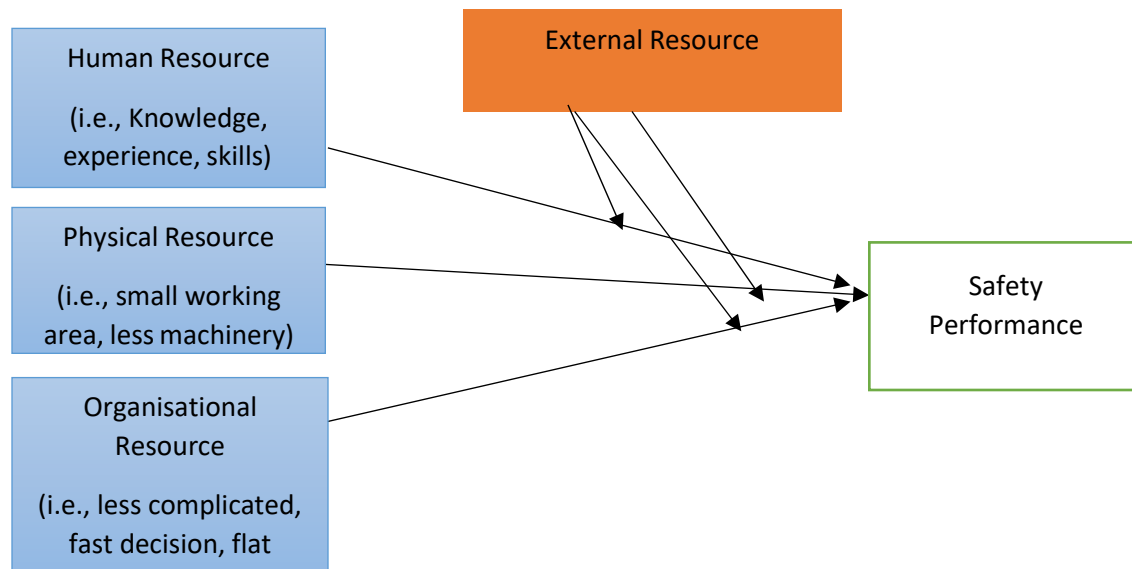 Human Resource
(i.e., Knowledge,
experience, skills)
External Resource
Physical Resource
(i.e., small working
area, less machinery)
Safety
Performance
Organisational
Resource
(i.e., less complicated,
fast decision, flat